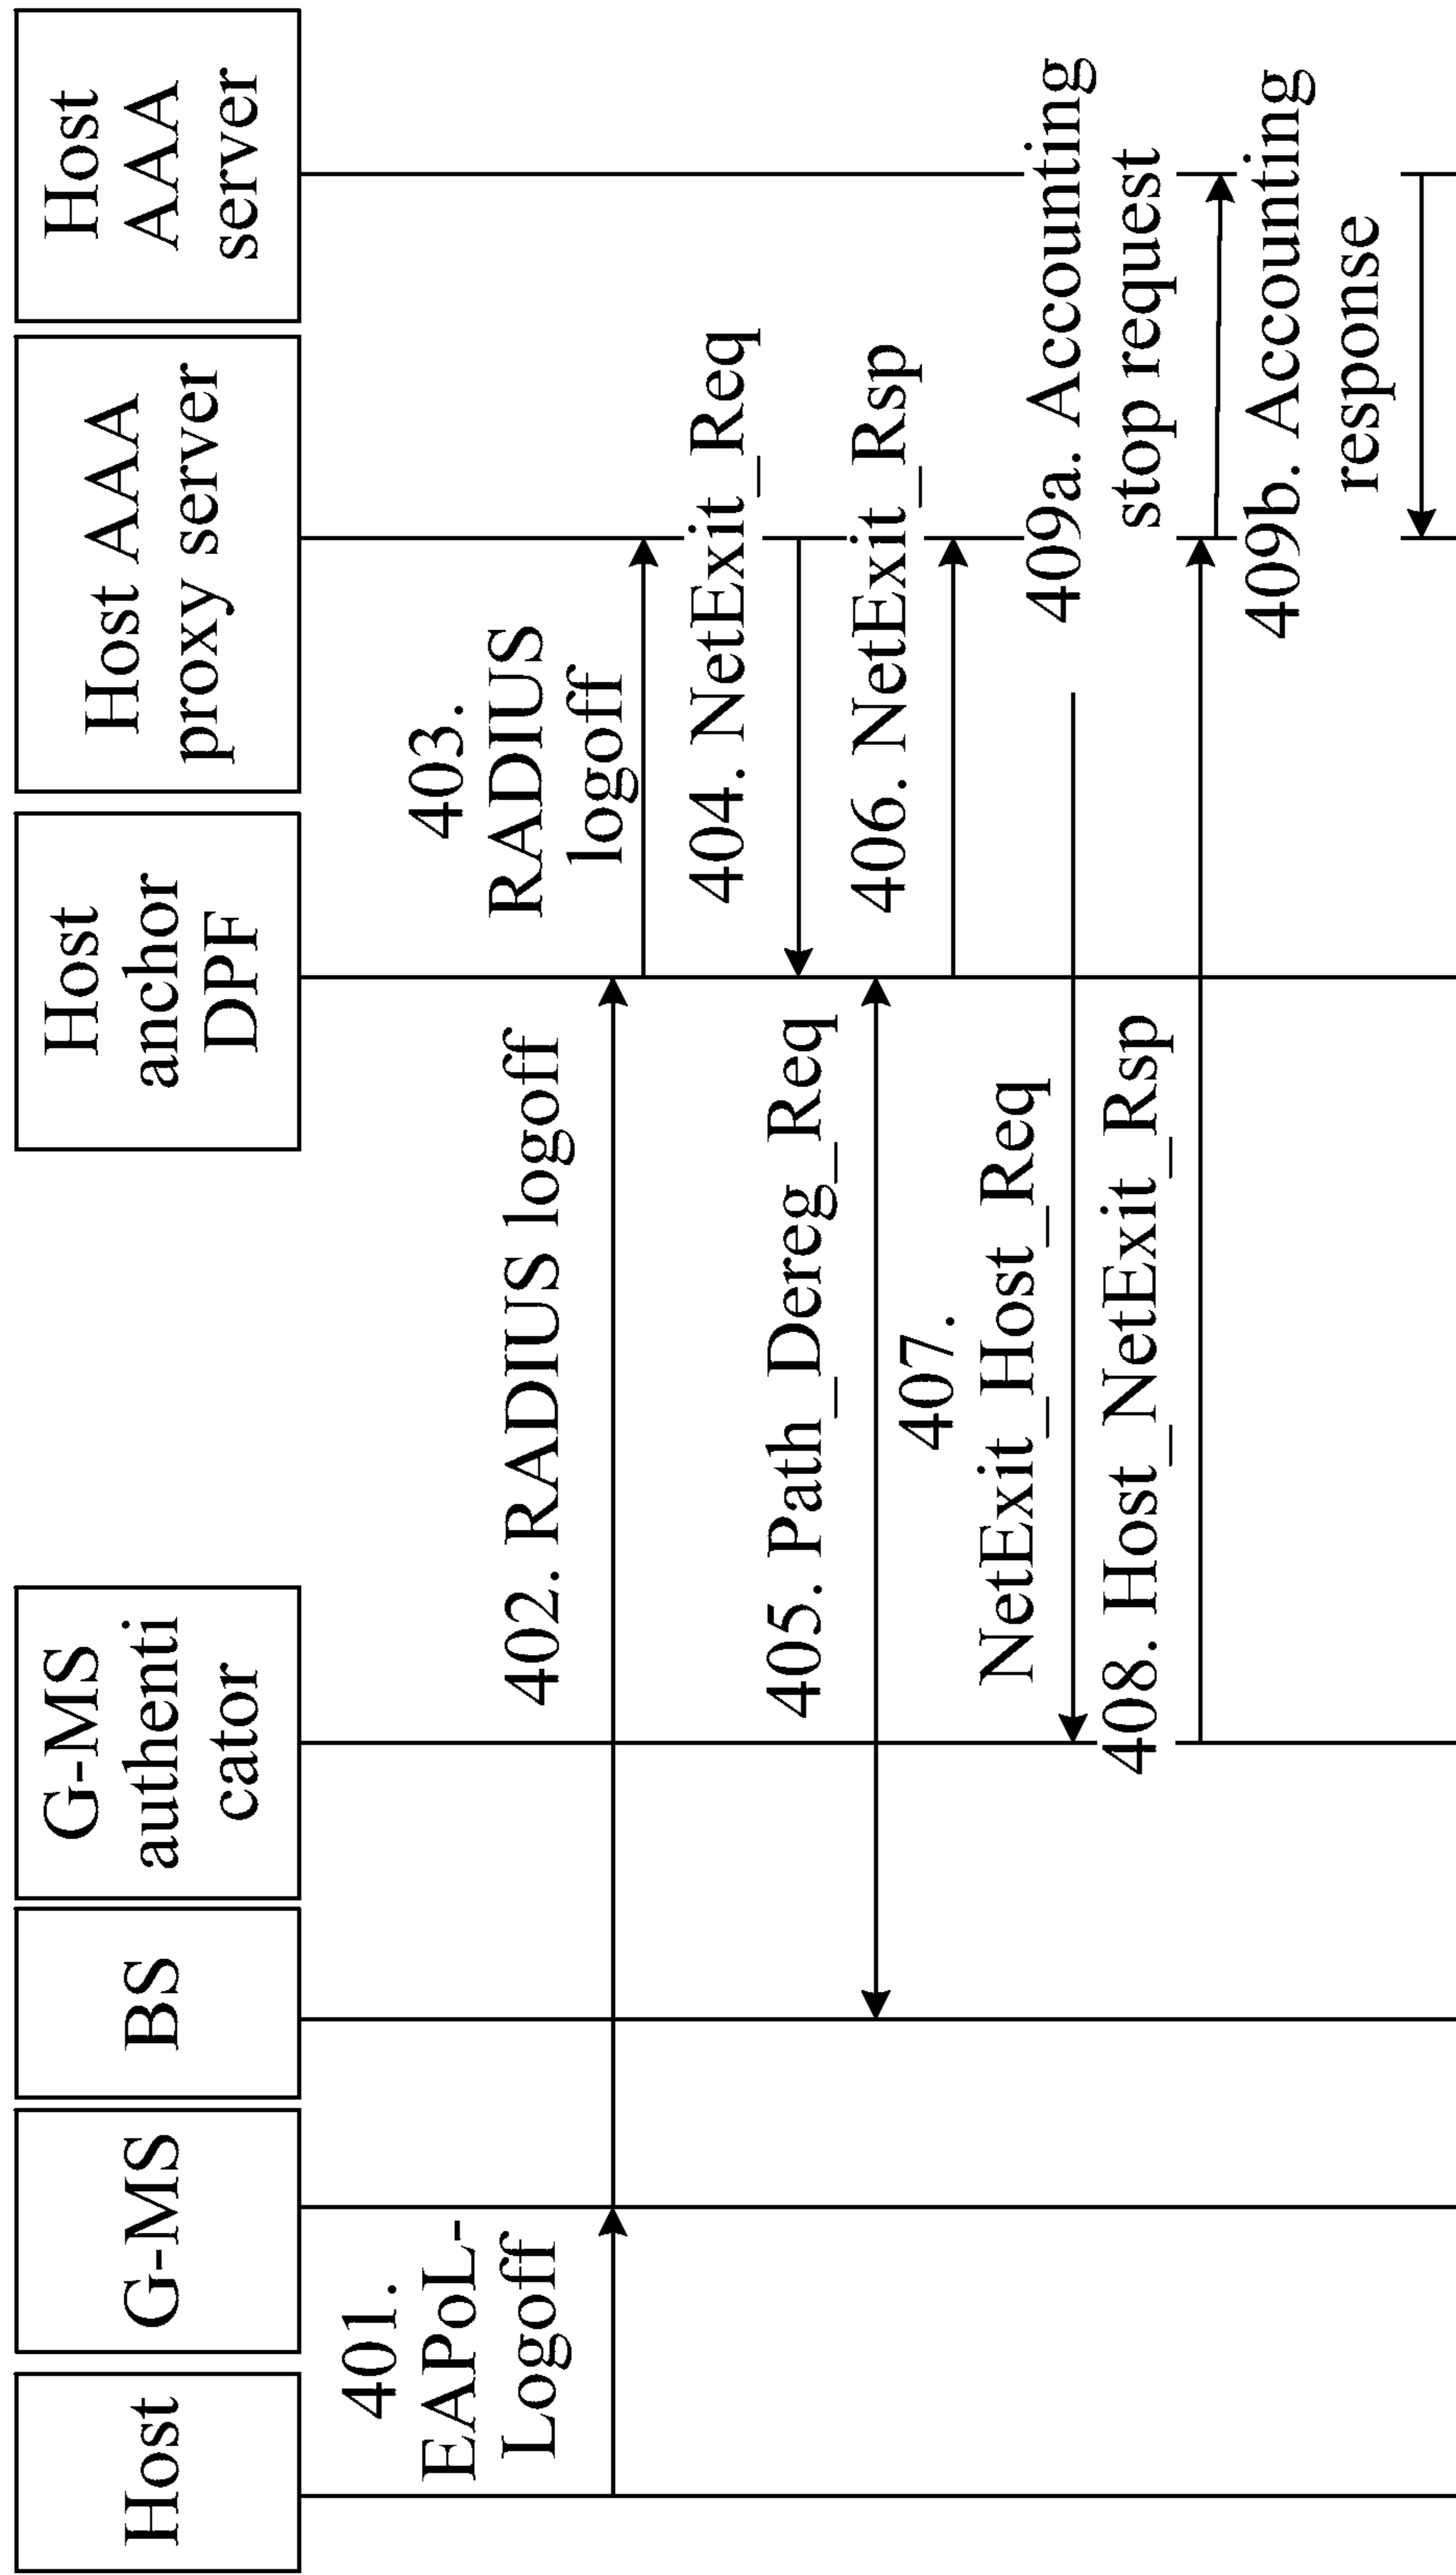 Host
G-MS
BS
G-MS
authenti
cator
Host
anchor
DPF
Host AAA
proxy server
Host
AAA
server
401.
EAPoL-
Logoff
402. RADIUS logoff
403.
RADIUS
logoff
404. NetExit_Req
405. Path_Dereg_Req
406. NetExit_Rsp
407.
NetExit_Host_Req
408. Host_NetExit_Rsp
409a. Accounting
stop request
409b. Accounting
response